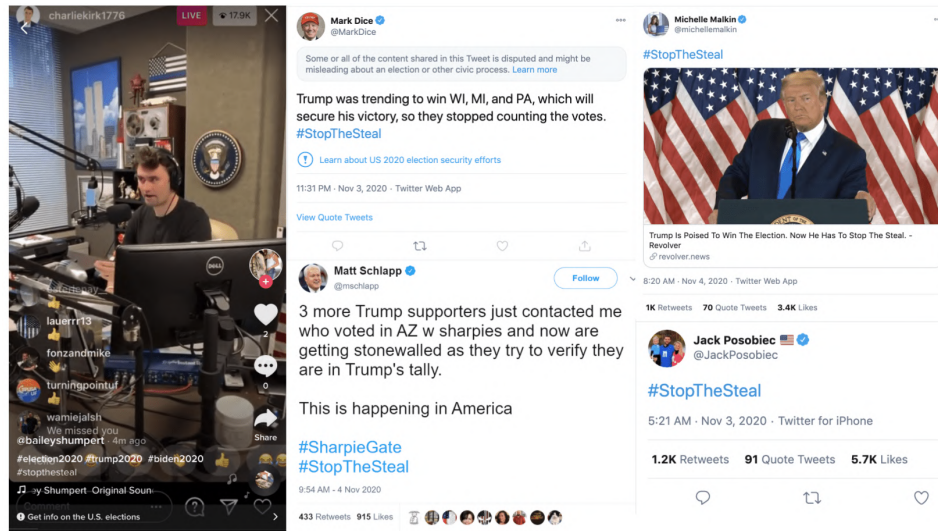 charliekirk1776
LIVE
17.9K
lauerrr13
fonzandmike
turningpointuf
wamiejalsh
We missed you
@baileyshumpert · 4m ago
#election2020 #trump2020 #biden2020
#stopthesteal
ey Shumpert Original Soun
Comment
Get info on the U.S. elections
2
0
Share
DELL
Mark Dice
@MarkDice
Some or all of the content shared in this Tweet is disputed and might be
misleading about an election or other civic process. Learn more
Trump was trending to win WI, MI, and PA, which will
secure his victory, so they stopped counting the votes.
#StopTheSteal
Learn about US 2020 election security efforts
11:31 PM · Nov 3, 2020 · Twitter Web App
View Quote Tweets
Matt Schlapp
@mschlapp
Follow
3 more Trump supporters just contacted me
who voted in AZ w sharpies and now are
getting stonewalled as they try to verify they
are in Trump's tally.
This is happening in America
#SharpieGate
#StopTheSteal
9:54 AM - 4 Nov 2020
433 Retweets 915 Likes
Michelle Malkin
@michellemalkin
#StopTheSteal
Trump Is Poised To Win The Election. Now He Has To Stop The Steal. -
Revolver
revolver.news
8:20 AM · Nov 4, 2020 · Twitter Web App
1K Retweets 70 Quote Tweets 3.4K Likes
Jack Posobiec
@JackPosobiec
#StopTheSteal
5:21 AM · Nov 3, 2020 · Twitter for iPhone
1.2K Retweets 91 Quote Tweets 5.7K Likes